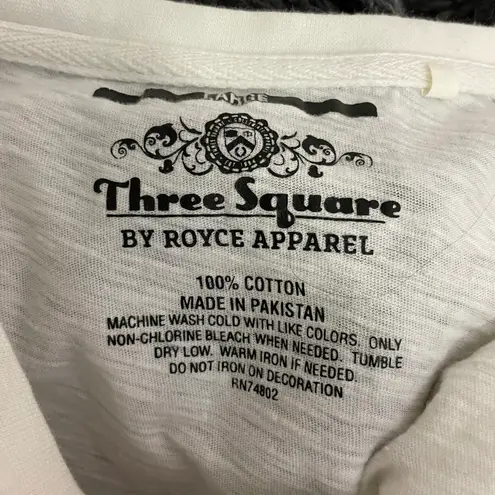 LARGE
Three Square
BY ROYCE APPAREL
100% COTTON
MADE IN PAKISTAN
MACHINE WASH COLD WITH LIKE COLORS. ONLY
NON-CHLORINE BLEACH WHEN NEEDED. TUMBLE
DRY LOW. WARM IRON IF NEEDED.
DO NOT IRON ON DECORATION
RN74802